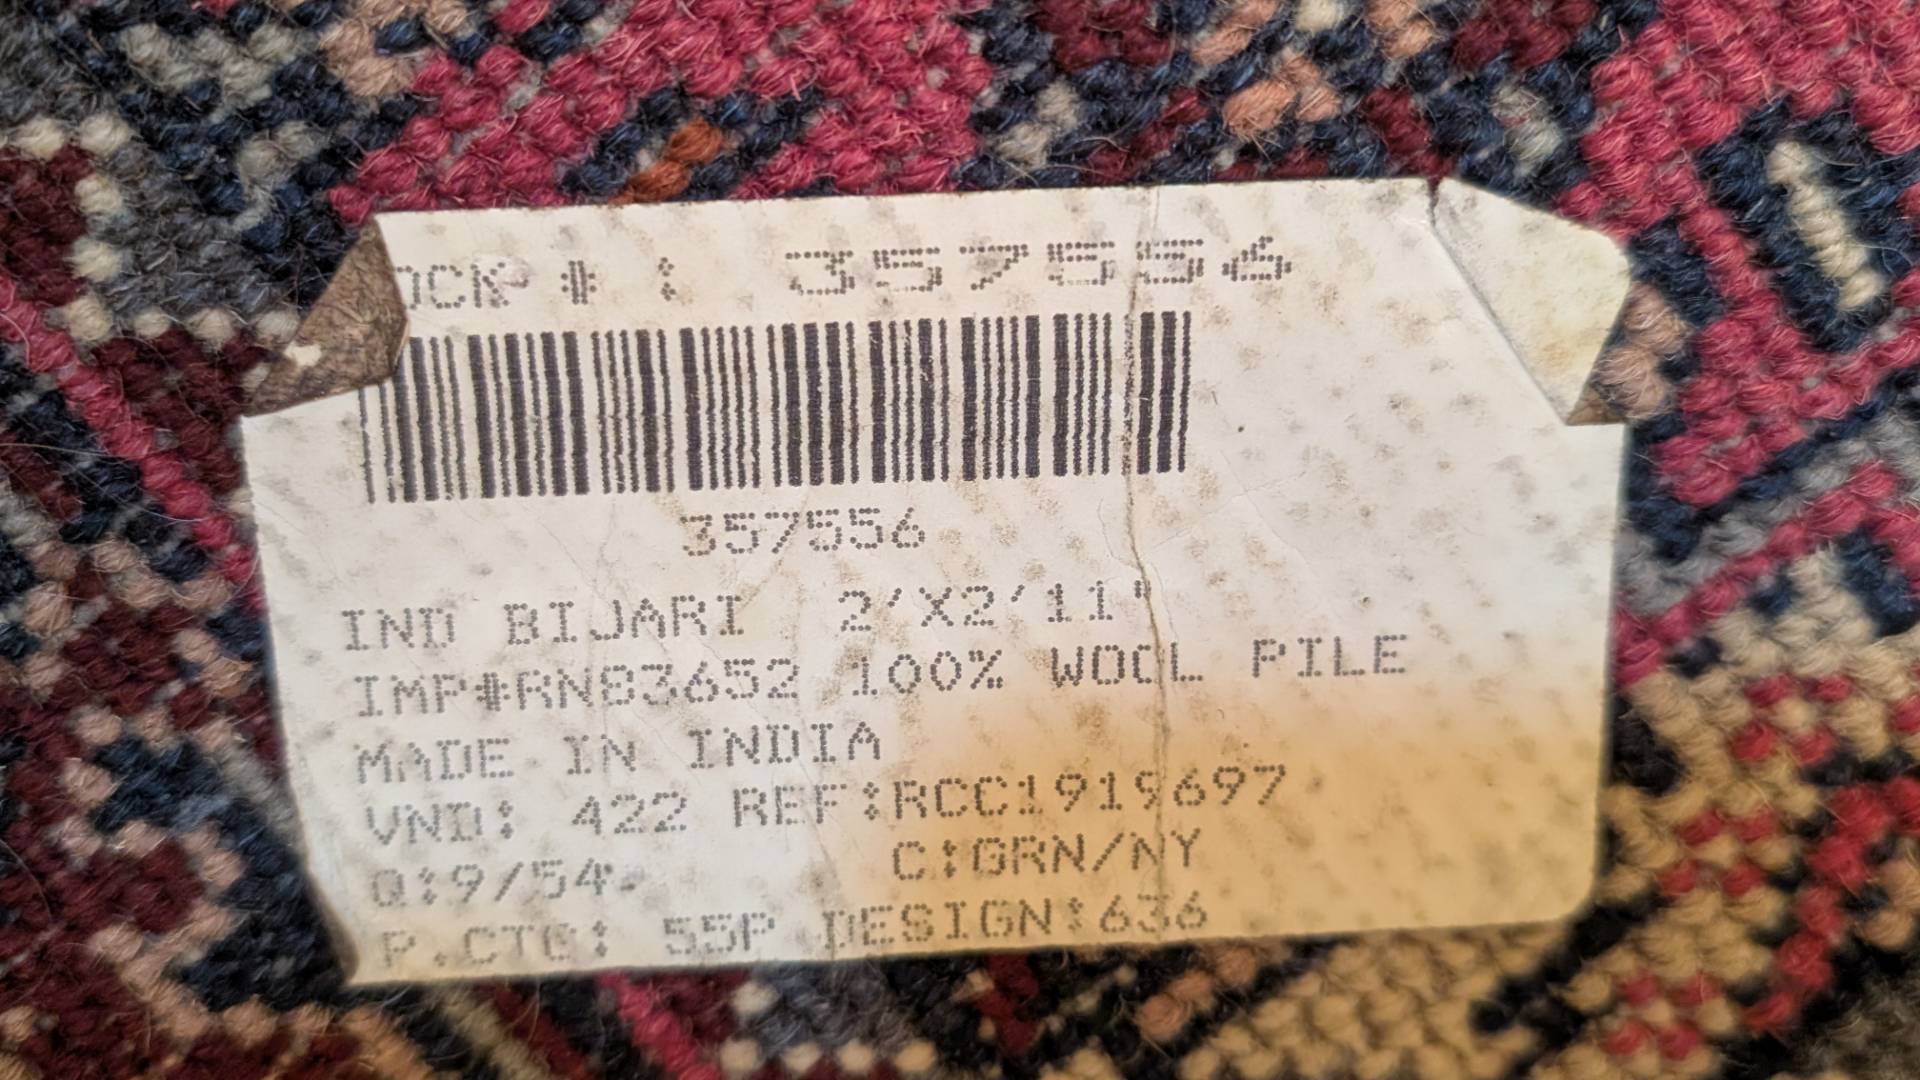 OCK # : 357556
357556
IND BIJARI 2'X2'11"
IMP#RN83652 100% WOOL PILE
MADE IN INDIA
VND: 422 REF:RCC1919697
Q:9/54
C:GRN/NY
P.CTG: 55P DESIGN:636